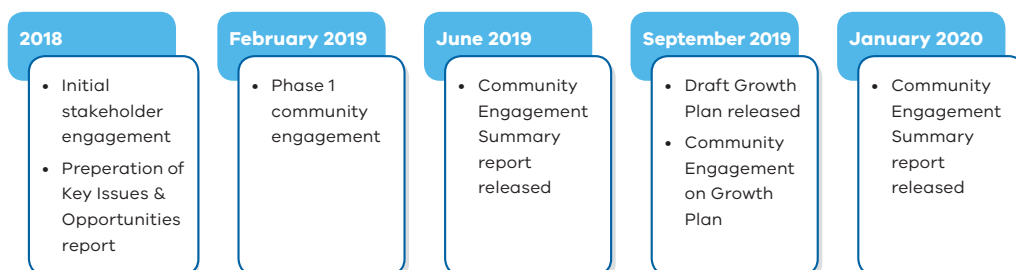 2018
• Initial
stakeholder
engagement
• Preperation of
Key Issues &
Opportunities
report
February 2019
• Phase 1
community
engagement
June 2019
• Community
Engagement
Summary
report
released
September 2019
• Draft Growth
Plan released
• Community
Engagement
on Growth
Plan
January 2020
• Community
Engagement
Summary
report
released